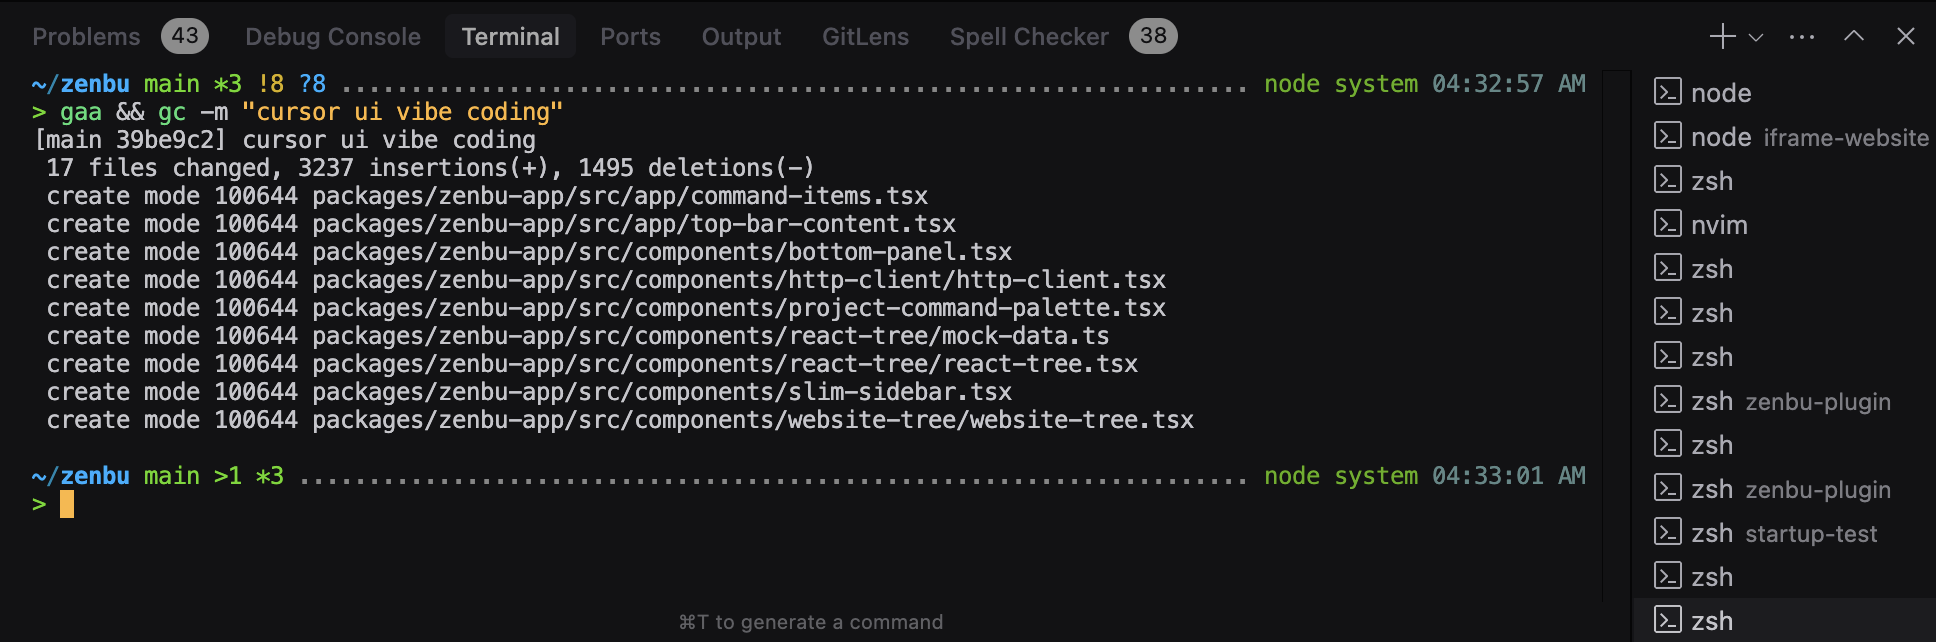 Problems 43 Debug Console Terminal Ports Output GitLens Spell Checker 38
~/zenbu main *3 !8 ?8 ................................................................. node system 04:32:57 AM
> gaa && gc -m "cursor ui vibe coding"
[main 39be9c2] cursor ui vibe coding
17 files changed, 3237 insertions(+), 1495 deletions(-)
create mode 100644 packages/zenbu-app/src/app/command-items.tsx
create mode 100644 packages/zenbu-app/src/app/top-bar-content.tsx
create mode 100644 packages/zenbu-app/src/components/bottom-panel.tsx
create mode 100644 packages/zenbu-app/src/components/http-client/http-client.tsx
create mode 100644 packages/zenbu-app/src/components/project-command-palette.tsx
create mode 100644 packages/zenbu-app/src/components/react-tree/mock-data.ts
create mode 100644 packages/zenbu-app/src/components/react-tree/react-tree.tsx
create mode 100644 packages/zenbu-app/src/components/slim-sidebar.tsx
create mode 100644 packages/zenbu-app/src/components/website-tree/website-tree.tsx
~/zenbu main >1 *3 .................................................................... node system 04:33:01 AM
>
⌘T to generate a command
node
node iframe-website
zsh
nvim
zsh
zsh
zsh
zsh zenbu-plugin
zsh
zsh zenbu-plugin
zsh startup-test
zsh
zsh